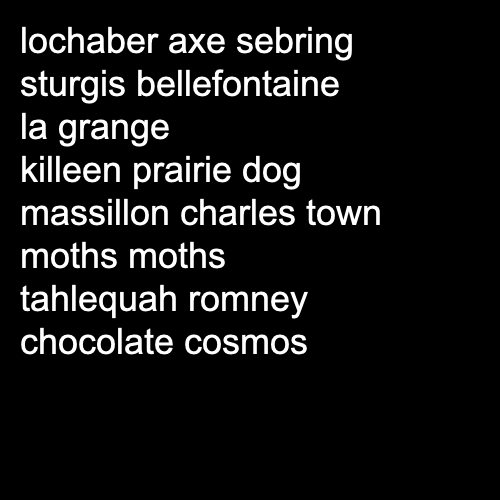 lochaber axe sebring
sturgis bellefontaine
la grange
killeen prairie dog
massillon charles town
moths moths
tahlequah romney
chocolate cosmos